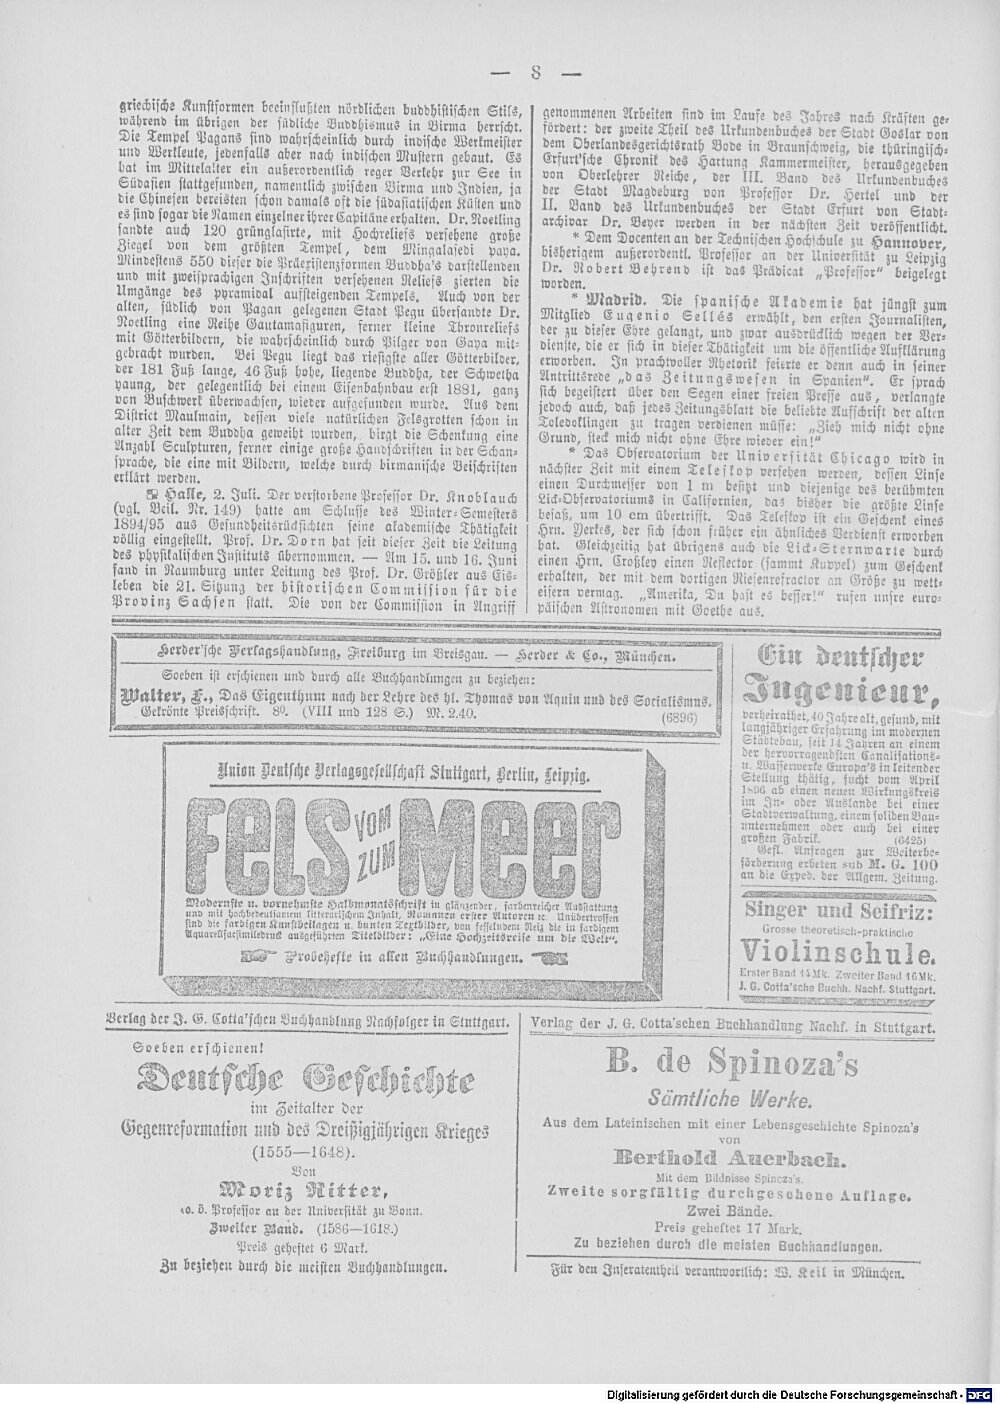 — 8 —
griechische Kunstformen beeinflußten nördlichen buddhistischen Stils,
während im übrigen der südliche Buddhismus in Birma herrscht.
Die Tempel Pagans sind wahrscheinlich durch indische Werkmeister
und Werkleute, jedenfalls aber nach indischen Mustern gebaut. Es
hat im Mittelalter ein außerordentlich reger Verkehr zur See in
Südasien stattgefunden, namentlich zwischen Birma und Indien, ja
die Chinesen bereisten schon damals oft die südasiatischen Küsten und
es sind sogar die Namen einzelner ihrer Capitäne erhalten. Dr. Noetling
sandte auch 120 grünglasirte, mit Hochreliefs versehene große
Ziegel von dem größten Tempel, dem Mingalasedi paya.
Mindestens 550 dieser die Präexistenzformen Buddha's darstellenden
und mit zweisprachigen Inschriften versehenen Reliefs zierten die
Umgänge des pyramidal aufsteigenden Tempels. Auch von der
alten, südlich von Pagan gelegenen Stadt Pegu übersandte Dr.
Noetling eine Reihe Gautamafiguren, ferner kleine Thronreliefs
mit Götterbildern, die wahrscheinlich durch Pilger von Gaya mit-
gebracht wurden. Bei Pegu liegt das riesigste aller Götterbilder,
der 181 Fuß lange, 46 Fuß hohe, liegende Buddha, der Schwetha
yaung, der gelegentlich bei einem Eisenbahnbau erst 1881, ganz
von Buschwerk überwachsen, wieder aufgefunden wurde. Aus dem
District Maulmain, dessen viele natürlichen Felsgrotten schon in
alter Zeit dem Buddha geweiht wurden, birgt die Schenkung eine
Anzahl Sculpturen, ferner einige große Handschriften in der Schan-
sprache, die eine mit Bildern, welche durch birmanische Beischriften
erklärt werden.
Halle, 2. Juli. Der verstorbene Professor Dr. Knoblauch
(vgl. Beil. Nr. 149) hatte am Schlusse des Winter-Semesters
1894/95 aus Gesundheitsrücksichten seine akademische Thätigkeit
völlig eingestellt. Prof. Dr. Dorn hat seit dieser Zeit die Leitung
des physikalischen Instituts übernommen. — Am 15. und 16. Juni
fand in Naumburg unter Leitung des Prof. Dr. Größler aus Eis-
leben die 21. Sitzung der historischen Commission für die
Provinz Sachsen statt. Die von der Commission in Angriff
genommenen Arbeiten sind im Laufe des Jahres nach Kräften ge-
fördert: der zweite Theil des Urkundenbuches der Stadt Goslar von
dem Oberlandesgerichtsrath Bode in Braunschweig, die thüringisch-
Erfurt'sche Chronik des Hartung Kammermeister, herausgegeben
von Oberlehrer Reiche, der III. Band des Urkundenbuches
der Stadt Magdeburg von Professor Dr. Hertel und der
II. Band des Urkundenbuches der Stadt Erfurt von Stadt-
archivar Dr. Beyer werden in der nächsten Zeit veröffentlicht.
* Dem Docenten an der Technischen Hochschule zu Hannover,
bisherigem außerordentl. Professor an der Universität zu Leipzig
Dr. Robert Behrend ist das Prädicat „Professor“ beigelegt
worden.
* Madrid. Die spanische Akademie hat jüngst zum
Mitglied Eugenio Sellés erwählt, den ersten Journalisten,
der zu dieser Ehre gelangt, und zwar ausdrücklich wegen der Ver-
dienste, die er sich in dieser Thätigkeit um die öffentliche Aufklärung
erworben. In prachtvoller Rhetorik feierte er denn auch in seiner
Antrittsrede „das Zeitungswesen in Spanien“. Er sprach
sich begeistert über den Segen einer freien Presse aus, verlangte
jedoch auch, daß jedes Zeitungsblatt die beliebte Aufschrift der alten
Toledoklingen zu tragen verdienen müsse: „Zieh mich nicht ohne
Grund, steck mich nicht ohne Ehre wieder ein!“
* Das Observatorium der Universität Chicago wird in
nächster Zeit mit einem Teleskop versehen werden, dessen Linse
einen Durchmesser von 1 m besitzt und diejenige des berühmten
Lick-Observatoriums in Californien, das bisher die größte Linse
besaß, um 10 cm übertrifft. Das Teleskop ist ein Geschenk eines
Hrn. Yerkes, der sich schon früher ein ähnliches Verdienst erworben
hat. Gleichzeitig hat übrigens auch die Lick-Sternwarte durch
einen Hrn. Croßley einen Reflector (sammt Kuppel) zum Geschenk
erhalten, der mit dem dortigen Riesenrefractor an Größe zu wett-
eifern vermag. „Amerika, Du hast es besser!“ rufen unsre euro-
päischen Astronomen mit Goethe aus.
Herder'sche Verlagshandlung, Freiburg im Breisgau. — Herder & Co., München.
Soeben ist erschienen und durch alle Buchhandlungen zu beziehen:
Walter, F., Das Eigenthum nach der Lehre des hl. Thomas von Aquin und des Socialismus.
Gekrönte Preisschrift. 8o. (VIII und 128 S.) M. 2.40. (6896)
Union Deutsche Verlagsgesellschaft Stuttgart, Berlin, Leipzig.
FELS VOM
ZUM MEER
Modernste u. vornehmste Halbmonatsschrift in glänzender, farbenreicher Ausstattung
und mit hochbedeutsamem litterarischem Inhalt, Romanen erster Autoren ꝛc. Unübertroffen
sind die farbigen Kunstbeilagen u. bunten Textbilder, von fesselndem Reiz die in farbigem
Aquarellfacsimiledruck ausgeführten Titelbilder: „Eine Hochzeitsreise um die Welt“.
Probehefte in allen Buchhandlungen.
Ein deutscher
Ingenieur,
verheirathet, 40 Jahre alt, gesund, mit
langjähriger Erfahrung im modernen
Städtebau, seit 14 Jahren an einem
der hervorragendsten Canalisations-
u. Wasserwerke Europa's in leitender
Stellung thätig, sucht vom April
1896 ab einen neuen Wirkungskreis
im In- oder Auslande bei einer
Stadtverwaltung, einem soliden Bau-
unternehmen oder auch bei einer
großen Fabrik. (6425)
Gefl. Anfragen zur Weiterbe-
förderung erbeten sub M. G. 100
an die Exped. der Allgem. Zeitung.
Singer und Seifriz:
Grosse theoretisch-praktische
Violinschule.
Erster Band 14 Mk. Zweiter Band 16 Mk.
J. G. Cotta'sche Buchh. Nachf. Stuttgart.
Verlag der J. G. Cotta'schen Buchhandlung Nachfolger in Stuttgart.
Soeben erschienen!
Deutsche Geschichte
im Zeitalter der
Gegenreformation und des Dreißigjährigen Krieges
(1555—1648).
Von
Moriz Ritter,
o. ö. Professor an der Universität zu Bonn.
Zweiter Band. (1586—1618.)
Preis geheftet 6 Mark.
Zu beziehen durch die meisten Buchhandlungen.
Verlag der J. G. Cotta'schen Buchhandlung Nachf. in Stuttgart.
B. de Spinoza's
Sämtliche Werke.
Aus dem Lateinischen mit einer Lebensgeschichte Spinoza's
von
Berthold Auerbach.
Mit dem Bildnisse Spinoza's.
Zweite sorgfältig durchgesehene Auflage.
Zwei Bände.
Preis geheftet 17 Mark.
Zu beziehen durch die meisten Buchhandlungen.
Für den Inseratentheil verantwortlich: W. Keil in München.
Digitalisierung gefördert durch die Deutsche Forschungsgemeinschaft - DFG